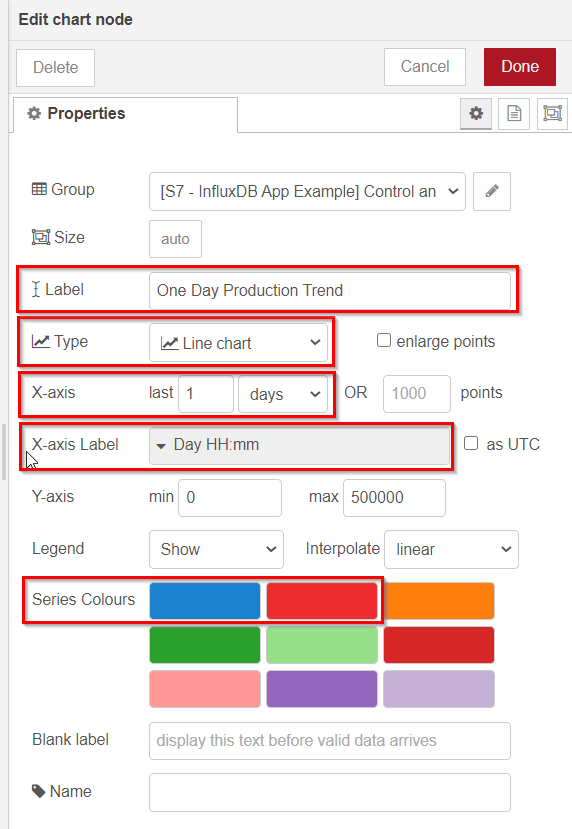 Edit chart node
Delete Cancel Done
Properties
Group [S7 - InfluxDB App Example] Control an
Size auto
Label One Day Production Trend
Type Line chart enlarge points
X-axis last 1 days OR 1000 points
X-axis Label Day HH:mm as UTC
Y-axis min 0 max 500000
Legend Show Interpolate linear
Series Colours
Blank label display this text before valid data arrives
Name